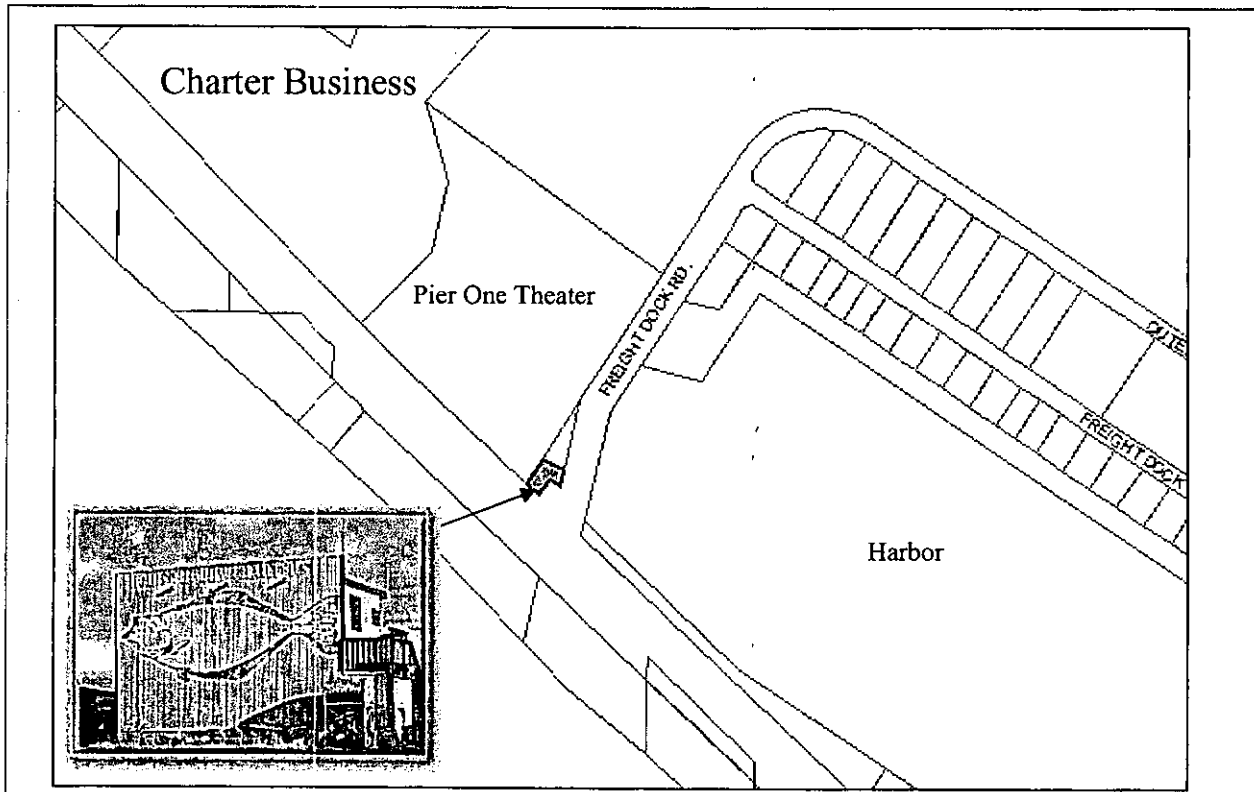 Charter Business
Pier One Theater
FREIGHT DOCK RD.
FREIGHT DOCK
Harbor